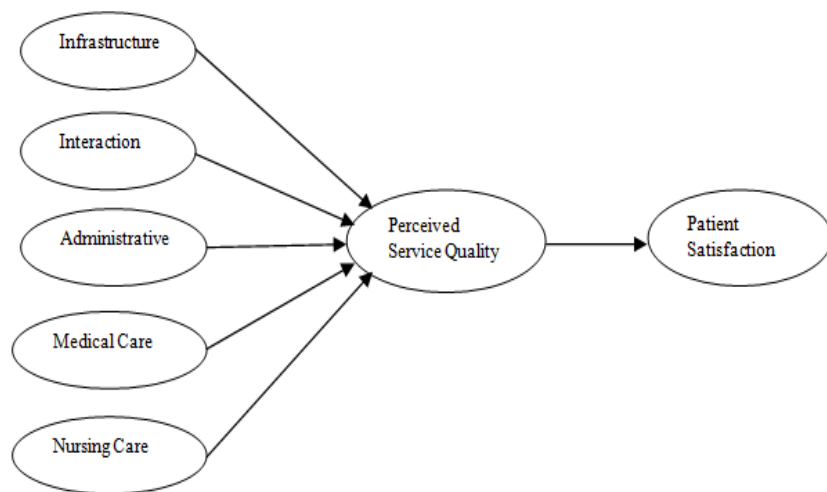 Infrastructure
Interaction
Administrative
Medical Care
Nursing Care
Perceived
Service Quality
Patient
Satisfaction